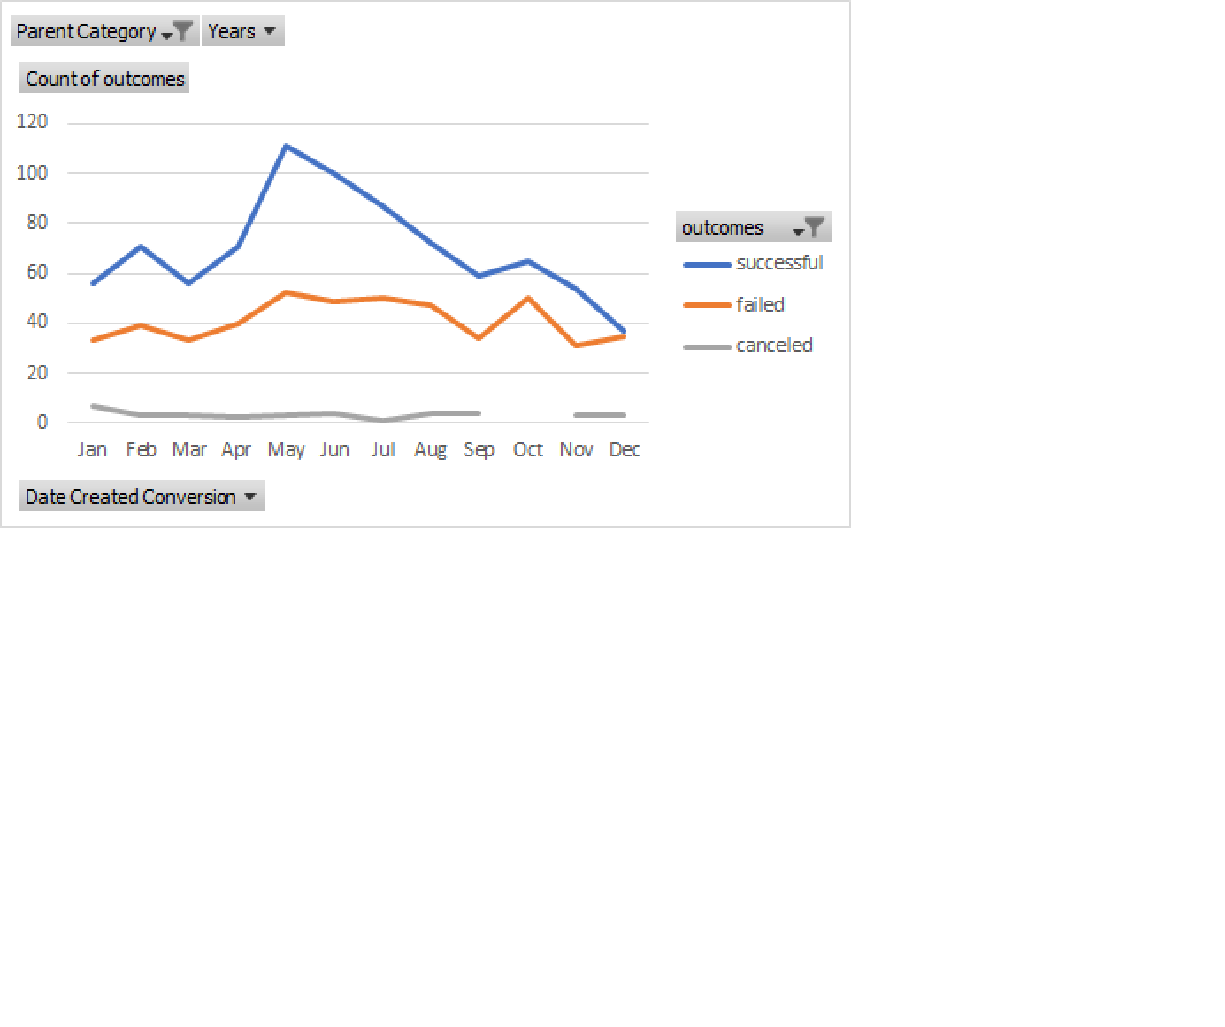 Parent Category Years
Count of outcomes
120
100
80
60
40
20
0
Jan Feb Mar Apr May Jun Jul Aug Sep Oct Nov Dec
outcomes
successful
failed
canceled
Date Created Conversion